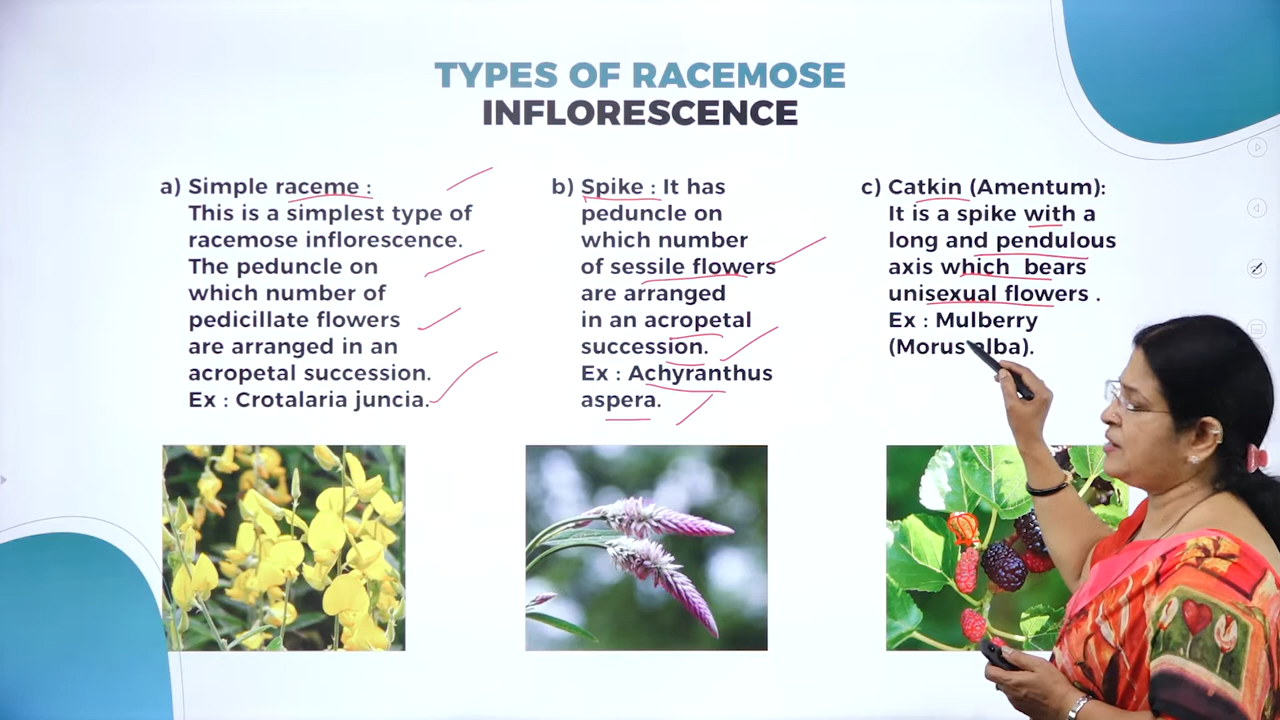 TYPES OF RACEMOSE
INFLORESCENCE
a) Simple raceme :
This is a simplest type of
racemose inflorescence.
The peduncle on
which number of
pedicillate flowers
are arranged in an
acropetal succession.
Ex : Crotalaria juncia.
b) Spike : It has
peduncle on
which number
of sessile flowers
are arranged
in an acropetal
succession.
Ex : Achyranthus
aspera.
c) Catkin (Amentum):
It is a spike with a
long and pendulous
axis which bears
unisexual flowers .
Ex : Mulberry
(Morus alba).